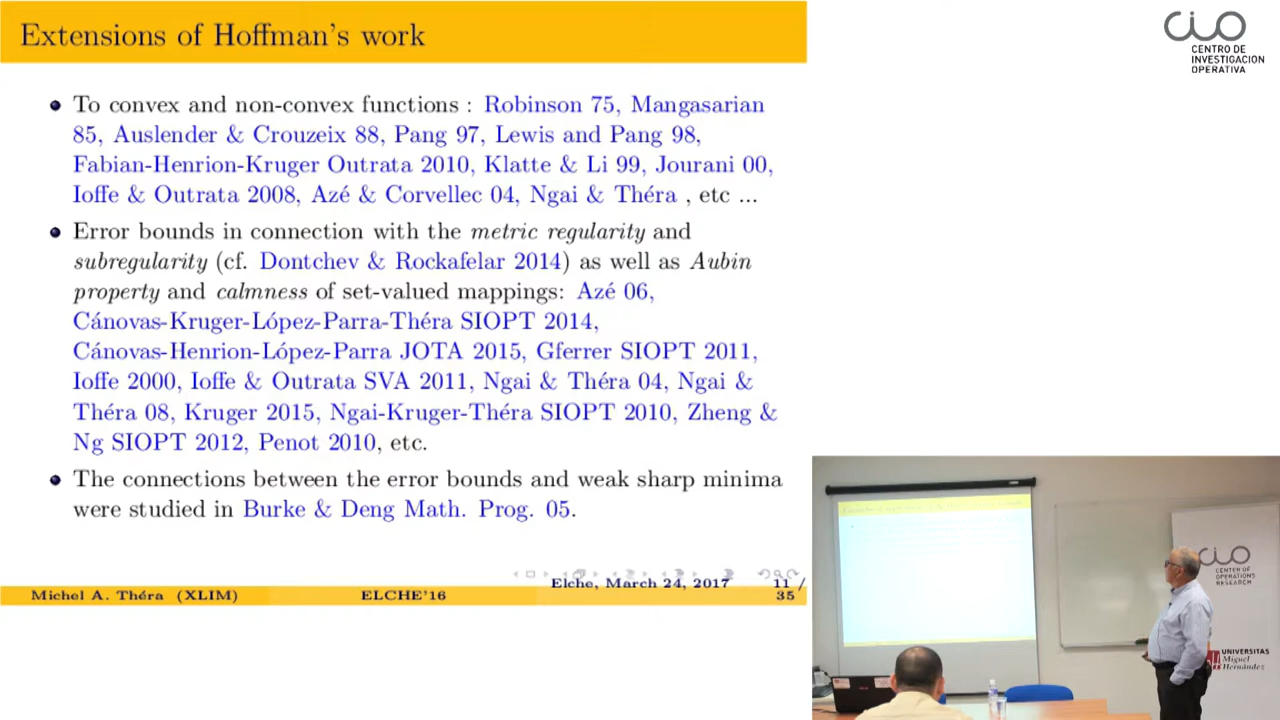 Extensions of Hoffman's work
To convex and non-convex functions : Robinson 75, Mangasarian
85, Auslender & Crouzeix 88, Pang 97, Lewis and Pang 98,
Fabian-Henrion-Kruger Outrata 2010, Klatte & Li 99, Jourani 00,
Ioffe & Outrata 2008, Azé & Corvellec 04, Ngai & Théra , etc ...
Error bounds in connection with the metric regularity and
subregularity (cf. Dontchev & Rockafelar 2014) as well as Aubin
property and calmness of set-valued mappings: Azé 06,
Cánovas-Kruger-López-Parra-Théra SIOPT 2014,
Cánovas-Henrion-López-Parra JOTA 2015, Gferrer SIOPT 2011,
Ioffe 2000, Ioffe & Outrata SVA 2011, Ngai & Théra 04, Ngai &
Théra 08, Kruger 2015, Ngai-Kruger-Théra SIOPT 2010, Zheng &
Ng SIOPT 2012, Penot 2010, etc.
The connections between the error bounds and weak sharp minima
were studied in Burke & Deng Math. Prog. 05.
Michel A. Théra (XLIM)
ELCHE'16
Elche, March 24, 2017
11 /
35
CIO
CENTRO DE
INVESTIGACION
OPERATIVA
CIO
CENTER OF
OPERATIONS
RESEARCH
UNIVERSITAS
Miguel
Hernández